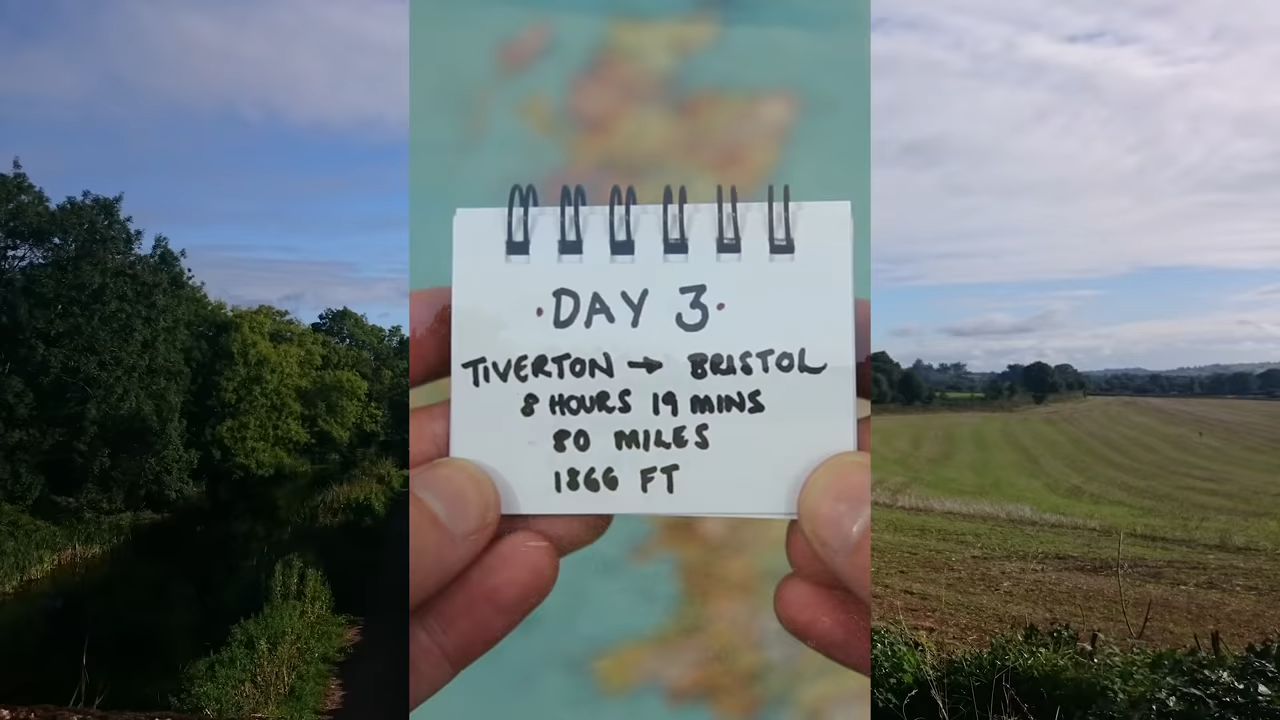 ·DAY 3·
TIVERTON → BRISTOL
8 HOURS 19 MINS
80 MILES
1866 FT